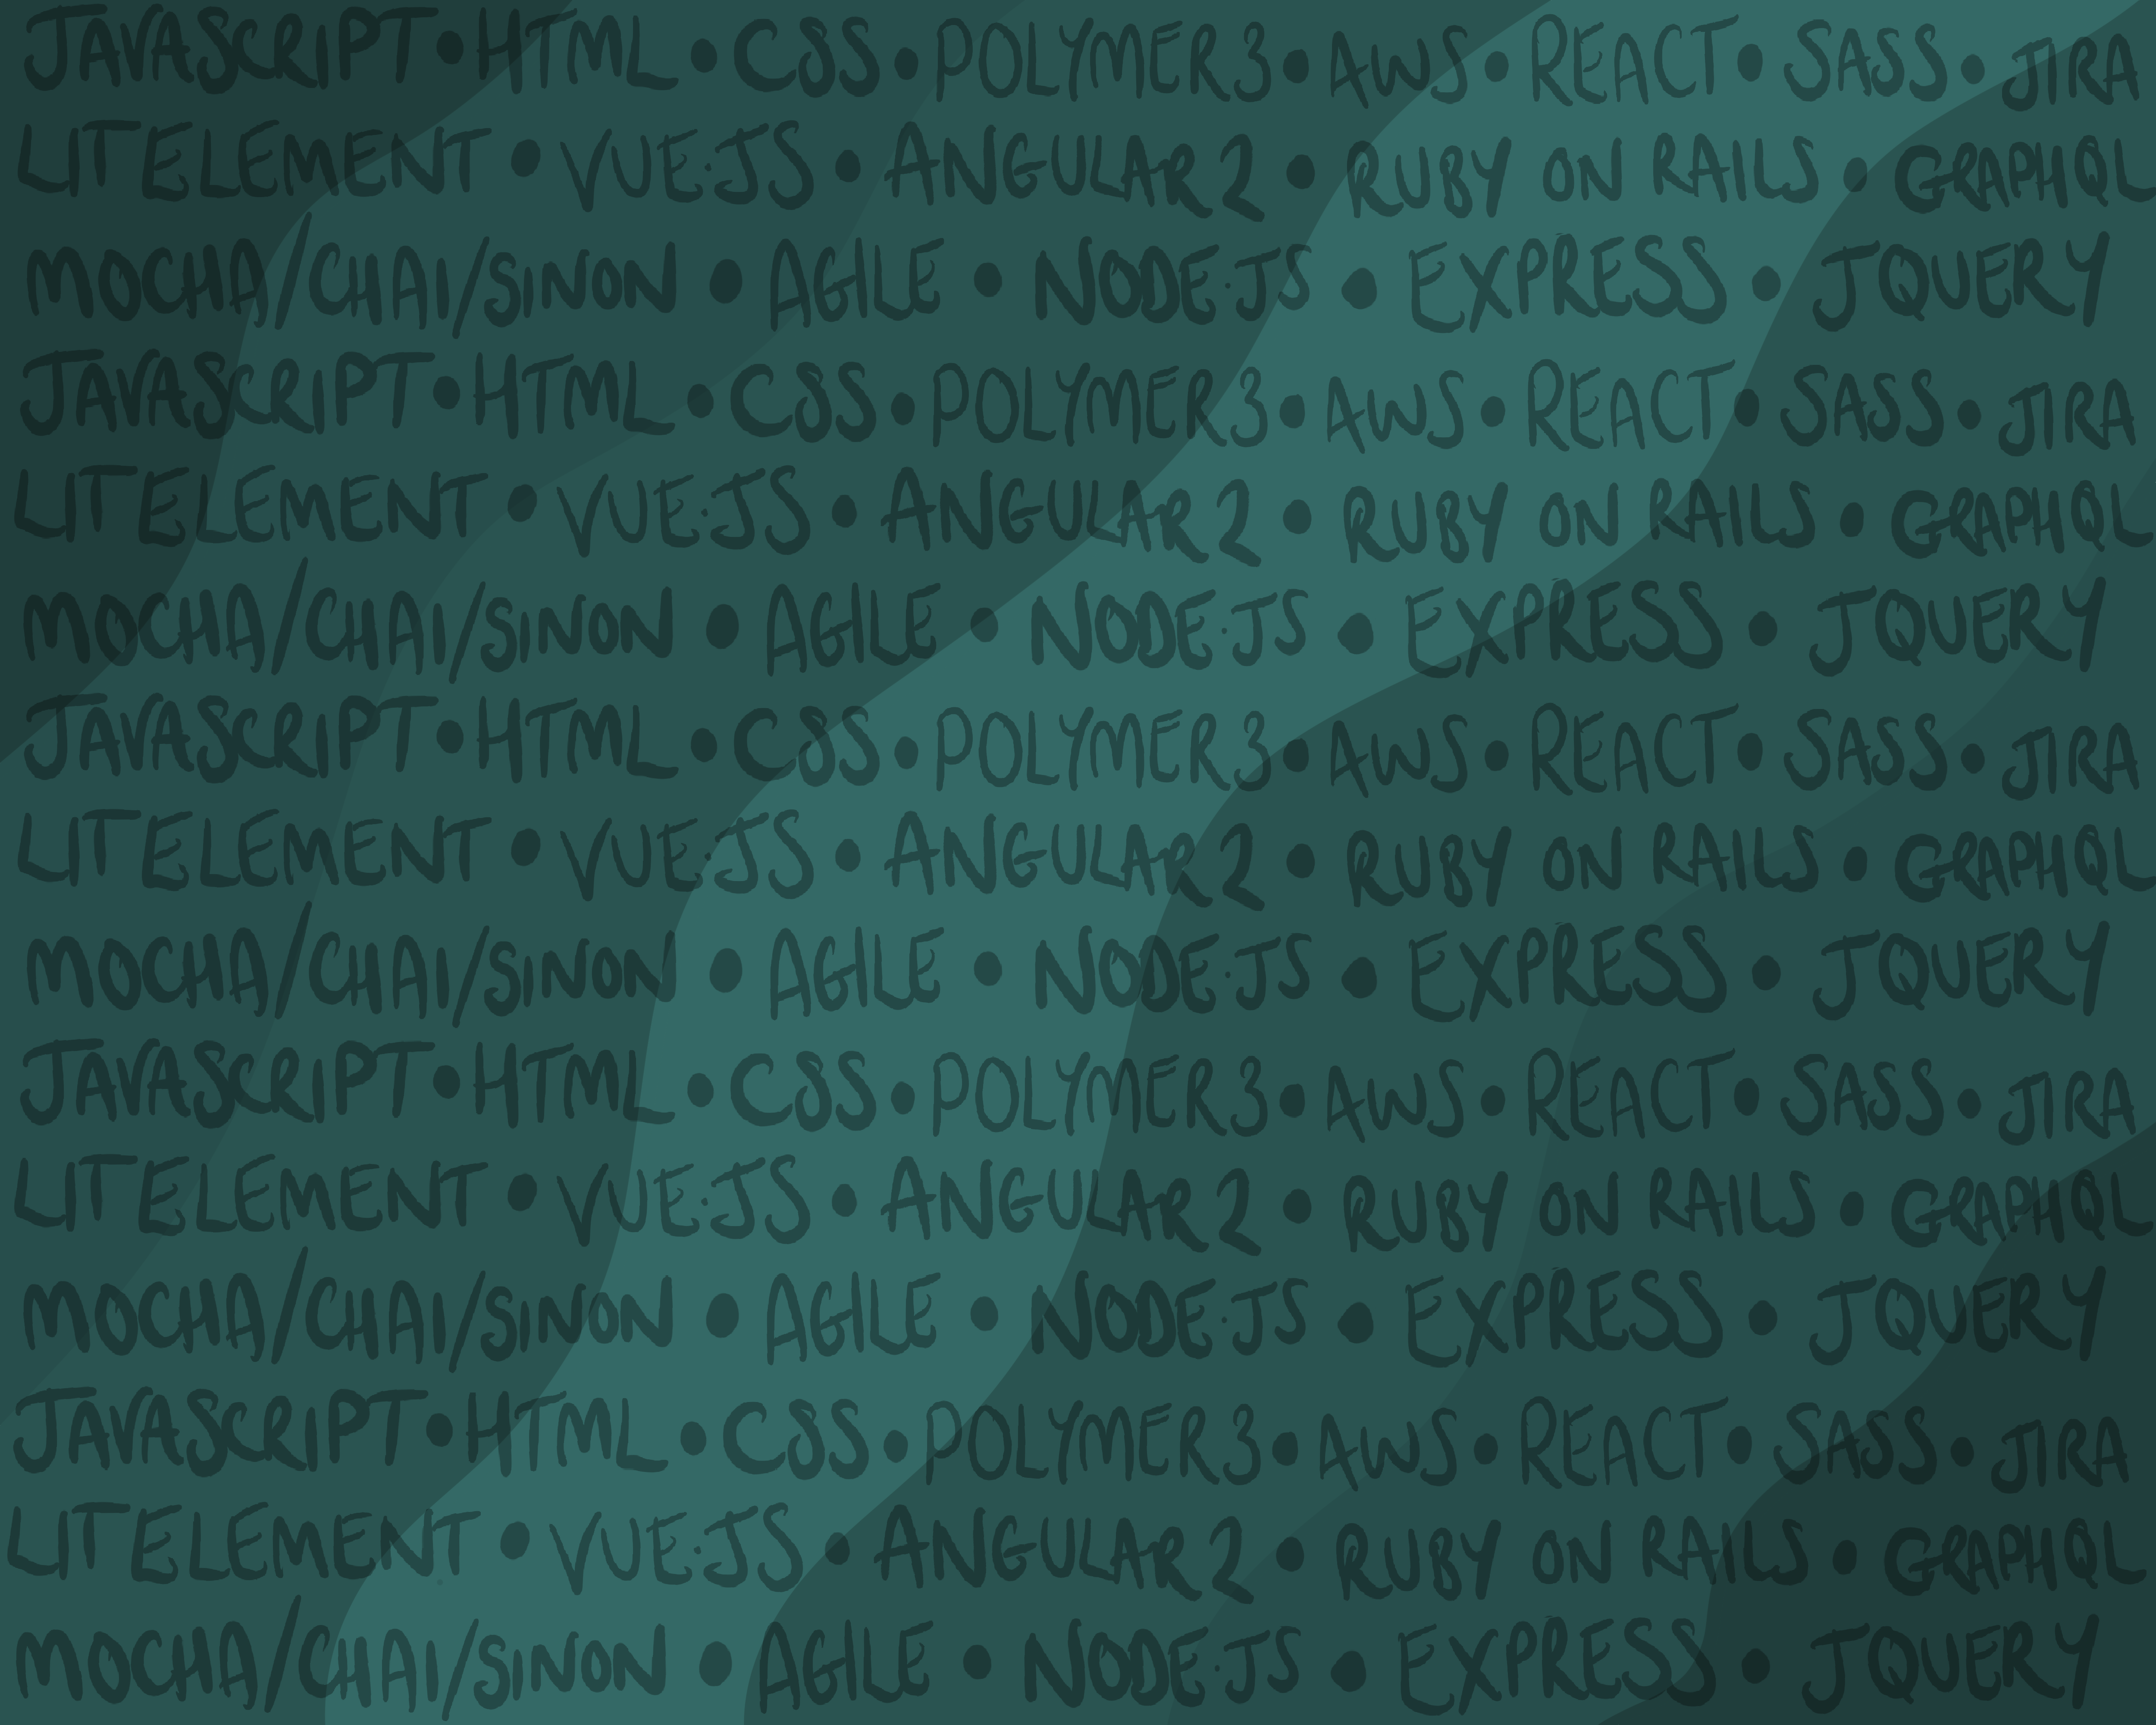 JAVASCRIPT • HTML • CSS • POLYMER 3 • AWS • REACT • SASS • JIRA
LITELEMENT • VUE.JS • ANGULAR 2 • RUBY ON RAILS • GRAPHQL
MOCHA/CHAI/SINON • AGILE • NODE.JS • EXPRESS • JQUERY
JAVASCRIPT • HTML • CSS • POLYMER 3 • AWS • REACT • SASS • JIRA
LITELEMENT • VUE.JS • ANGULAR 2 • RUBY ON RAILS • GRAPHQL
MOCHA/CHAI/SINON • AGILE • NODE.JS • EXPRESS • JQUERY
JAVASCRIPT • HTML • CSS • POLYMER 3 • AWS • REACT • SASS • JIRA
LITELEMENT • VUE.JS • ANGULAR 2 • RUBY ON RAILS • GRAPHQL
MOCHA/CHAI/SINON • AGILE • NODE.JS • EXPRESS • JQUERY
JAVASCRIPT • HTML • CSS • POLYMER 3 • AWS • REACT • SASS • JIRA
LITELEMENT • VUE.JS • ANGULAR 2 • RUBY ON RAILS • GRAPHQL
MOCHA/CHAI/SINON • AGILE • NODE.JS • EXPRESS • JQUERY
JAVASCRIPT • HTML • CSS • POLYMER 3 • AWS • REACT • SASS • JIRA
LITELEMENT • VUE.JS • ANGULAR 2 • RUBY ON RAILS • GRAPHQL
MOCHA/CHAI/SINON • AGILE • NODE.JS • EXPRESS • JQUERY